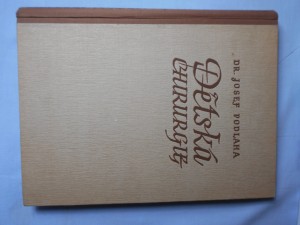 DR. JOSEF PODLAHA
Dětská
CHIRURGIE